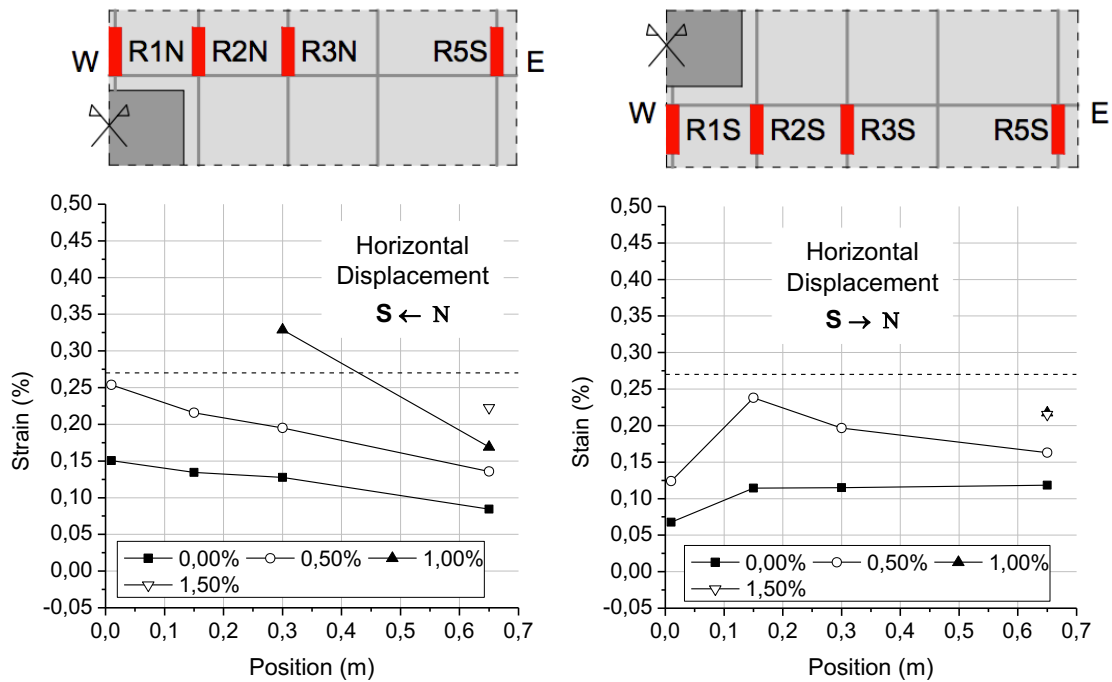 W R1N R2N R3N R5S E
0,50
0,45
0,40
0,35
0,30
0,25
0,20
0,15
0,10
0,05
0,00
-0,05
Strain (%)
Horizontal
Displacement
S ← N
0,00% 0,50% 1,00%
1,50%
0,0 0,1 0,2 0,3 0,4 0,5 0,6 0,7
Position (m)
W R1S R2S R3S R5S E
0,50
0,45
0,40
0,35
0,30
0,25
0,20
0,15
0,10
0,05
0,00
-0,05
Stain (%)
Horizontal
Displacement
S → N
0,00% 0,50% 1,00%
1,50%
0,0 0,1 0,2 0,3 0,4 0,5 0,6 0,7
Position (m)